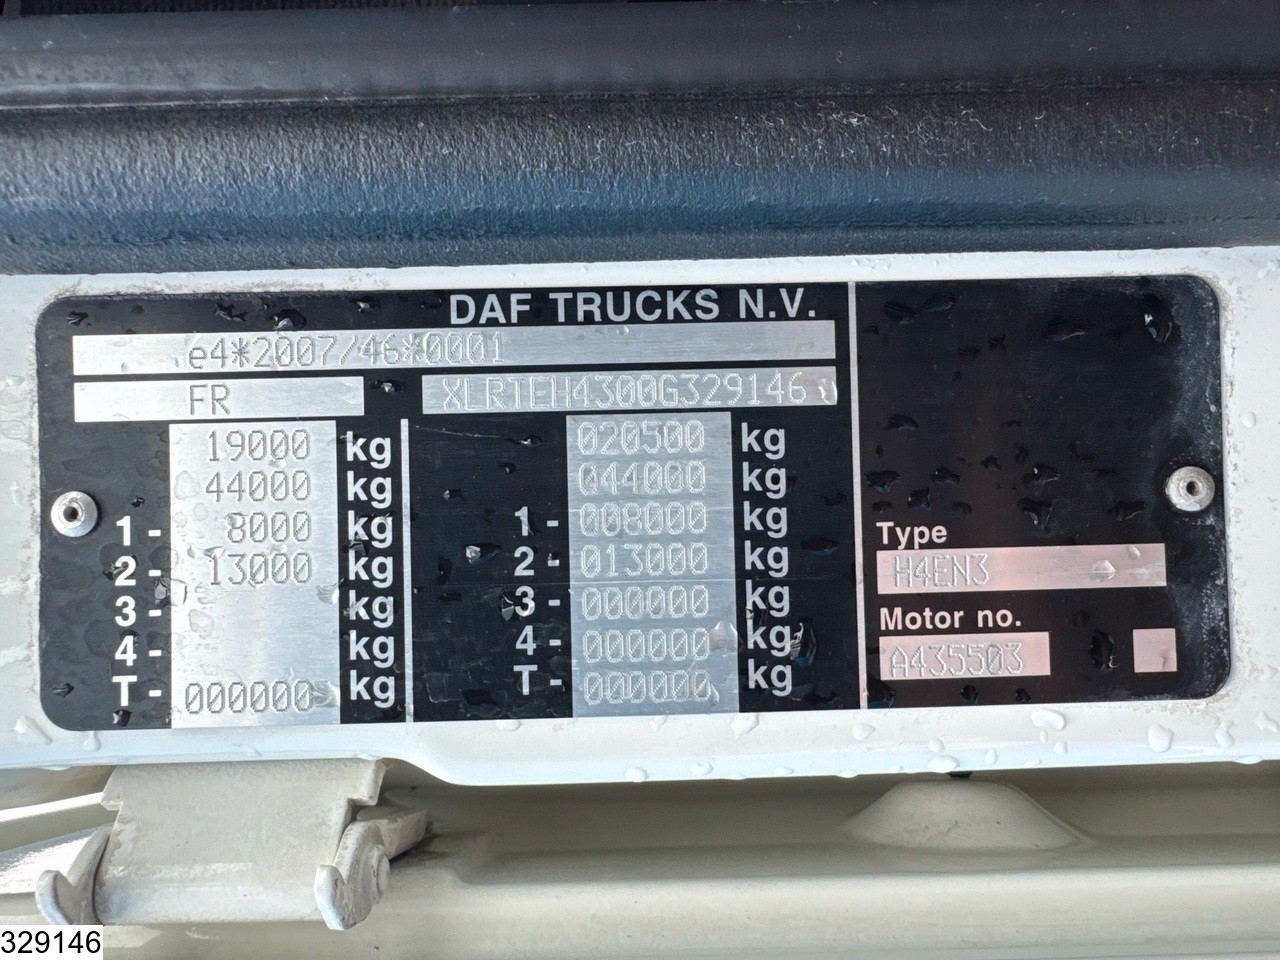 DAF TRUCKS N.V.
e4*2007/46*0001
FR XLRTEH4300G329146
19000 kg 020500 kg
44000 kg 044000 kg
1- 8000 kg 1- 008000 kg
2- 13000 kg 2- 013000 kg
3- kg 3- 000000 kg
4- kg 4- 000000 kg
T- 000000 kg T- 000000 kg
Type
H4EN3
Motor no.
A435503
329146